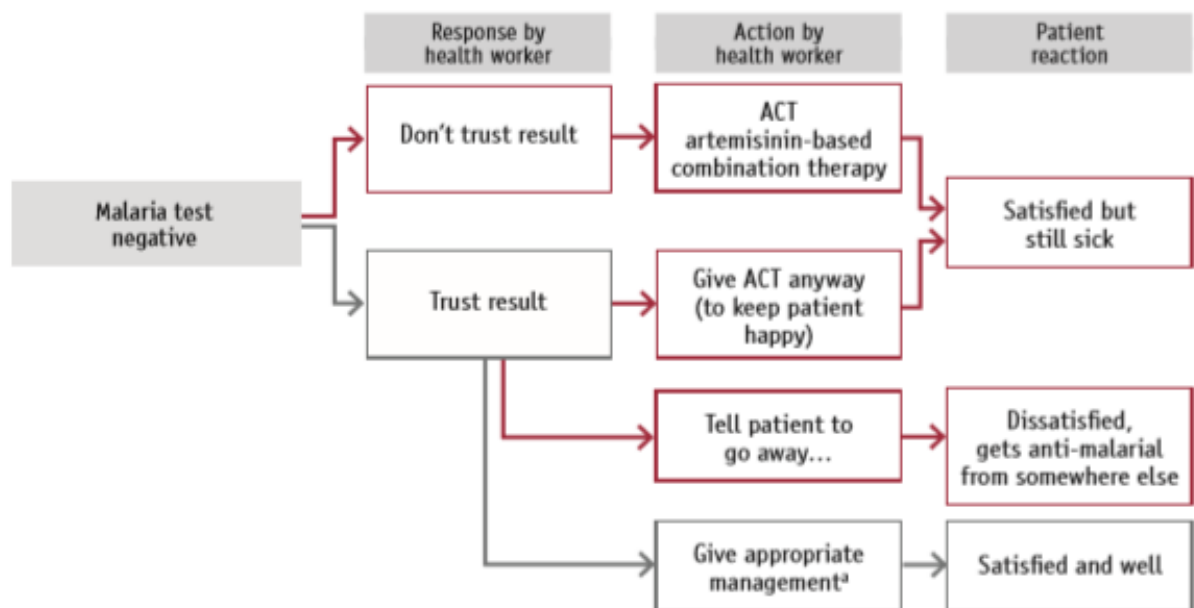 Response by
health worker
Action by
health worker
Patient
reaction
Malaria test
negative
Don't trust result
ACT
artemisinin-based
combination therapy
Satisfied but
still sick
Trust result
Give ACT anyway
(to keep patient
happy)
Tell patient to
go away...
Dissatisfied,
gets anti-malarial
from somewhere else
Give appropriate
managementª
Satisfied and well